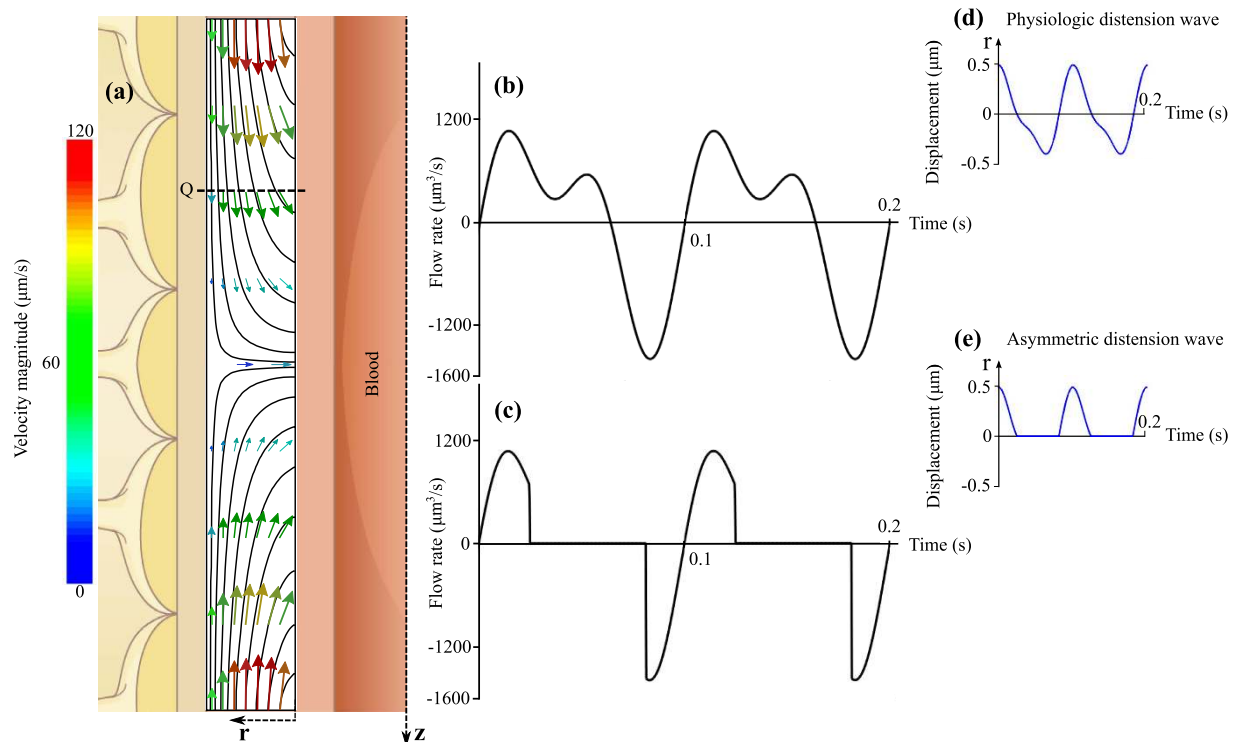 (a)
Velocity magnitude (μm/s)
120
60
0
Q
Blood
r
z
(b)
Flow rate (μm³/s)
1200
0
-1200
-1600
0.1
0.2
Time (s)
(c)
Flow rate (μm³/s)
1200
0
-1200
-1600
0.1
0.2
Time (s)
(d) Physiologic distension wave
r
Displacement (μm)
0.5
0
-0.5
0.2
Time (s)
(e) Asymmetric distension wave
r
Displacement (μm)
0.5
0
-0.5
0.2
Time (s)